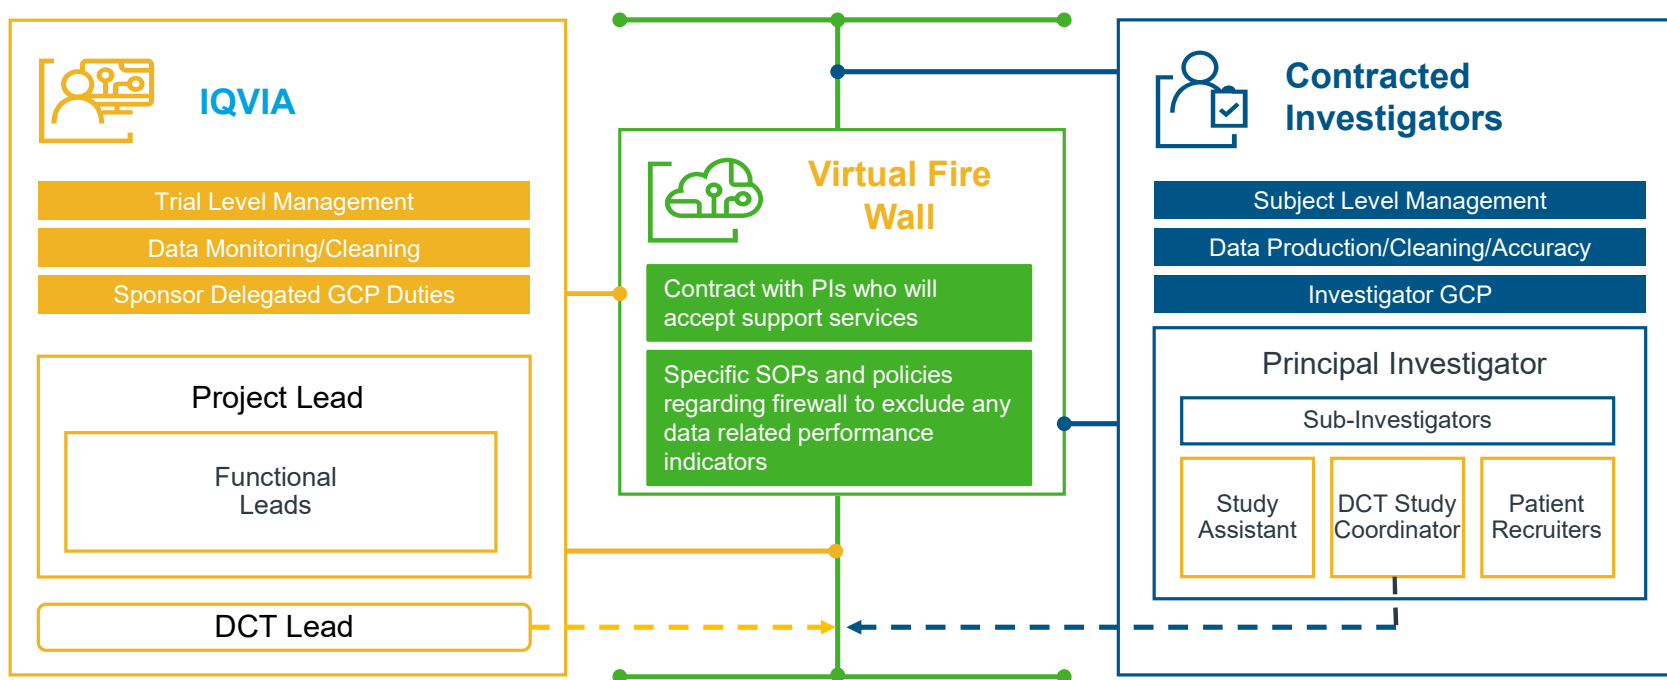 IQVIA
Trial Level Management
Data Monitoring/Cleaning
Sponsor Delegated GCP Duties
Project Lead
Functional
Leads
DCT Lead
Virtual Fire
Wall
Contract with PIs who will
accept support services
Specific SOPs and policies
regarding firewall to exclude any
data related performance
indicators
Contracted
Investigators
Subject Level Management
Data Production/Cleaning/Accuracy
Investigator GCP
Principal Investigator
Sub-Investigators
Study
Assistant
DCT Study
Coordinator
Patient
Recruiters